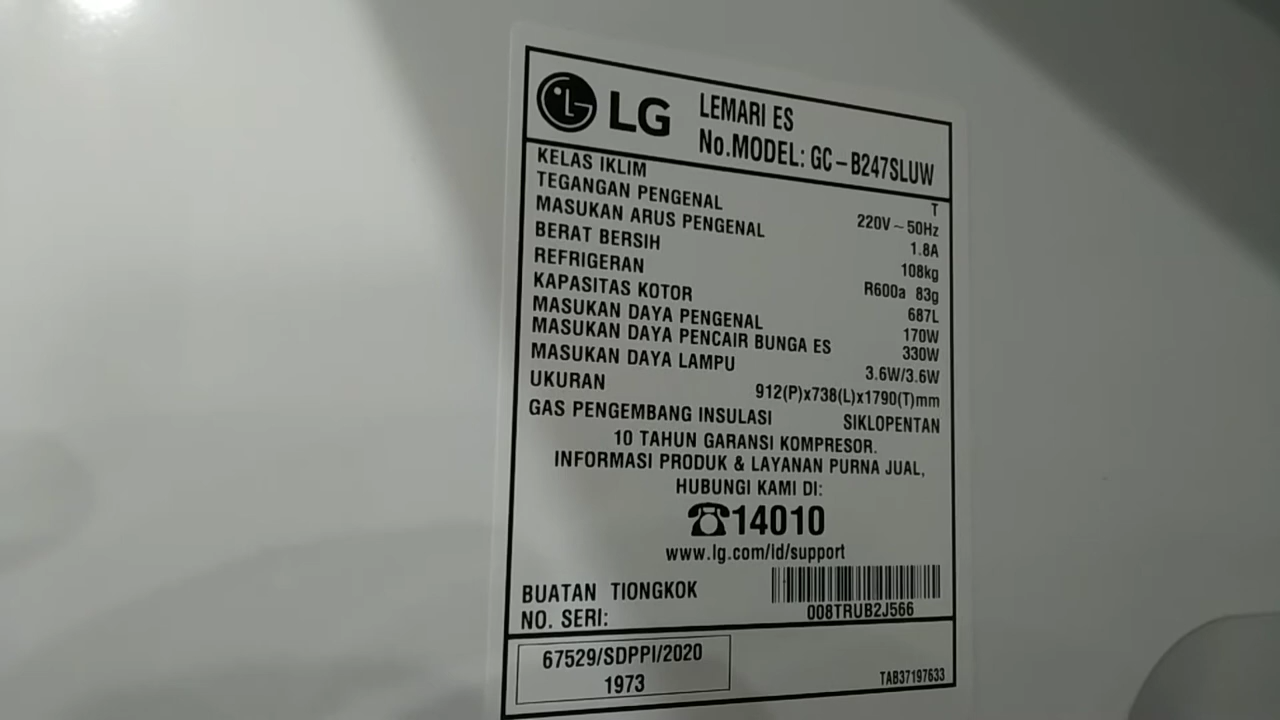 LG LEMARI ES
No.MODEL: GC-B247SLUW
KELAS IKLIM T
TEGANGAN PENGENAL 220V~50Hz
MASUKAN ARUS PENGENAL 1.8A
BERAT BERSIH 108kg
REFRIGERAN R600a 83g
KAPASITAS KOTOR 687L
MASUKAN DAYA PENGENAL 170W
MASUKAN DAYA PENCAIR BUNGA ES 330W
MASUKAN DAYA LAMPU 3.6W/3.6W
UKURAN 912(P)x738(L)x1790(T)mm
GAS PENGEMBANG INSULASI SIKLOPENTAN
10 TAHUN GARANSI KOMPRESOR.
INFORMASI PRODUK & LAYANAN PURNA JUAL,
HUBUNGI KAMI DI:
☎14010
www.lg.com/id/support
BUATAN TIONGKOK
NO. SERI: 008TRUB2J566
67529/SDPPI/2020
1973
TAB37197633